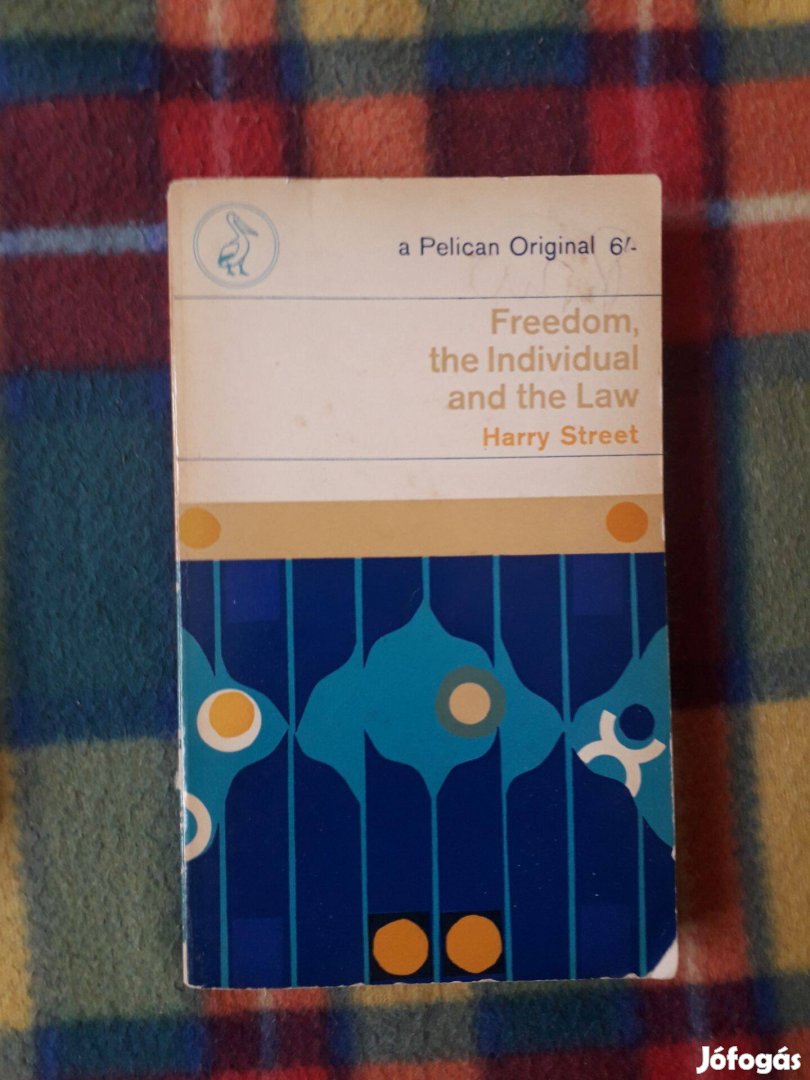 a Pelican Original 6/-
Freedom,
the Individual
and the Law
Harry Street
Jófogás